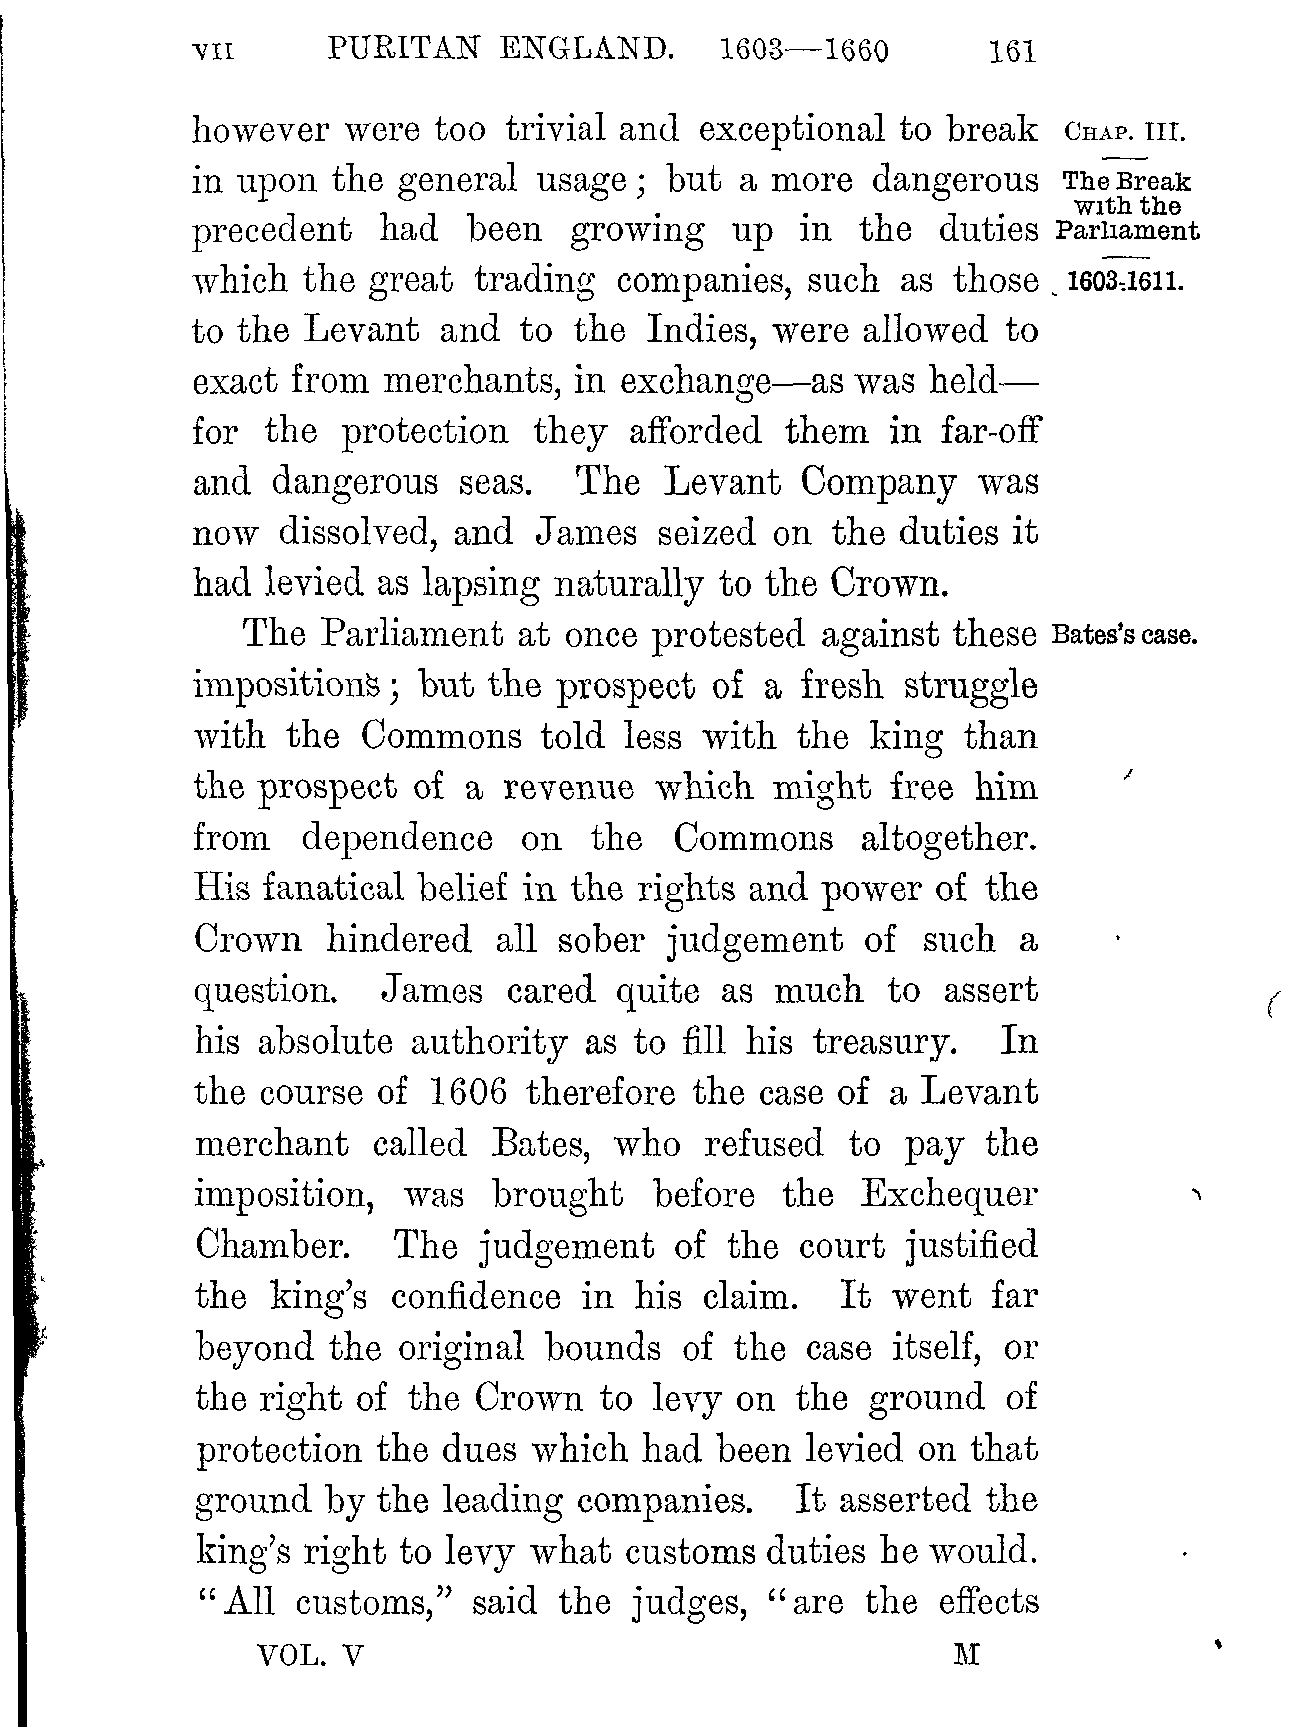 VII PURITAN ENGLAND. 1603—1660 161
however were too trivial and exceptional to break
in upon the general usage; but a more dangerous
precedent had been growing up in the duties
which the great trading companies, such as those
to the Levant and to the Indies, were allowed to
exact from merchants, in exchange—as was held—
for the protection they afforded them in far-off
and dangerous seas. The Levant Company was
now dissolved, and James seized on the duties it
had levied as lapsing naturally to the Crown.
The Parliament at once protested against these
impositions; but the prospect of a fresh struggle
with the Commons told less with the king than
the prospect of a revenue which might free him
from dependence on the Commons altogether.
His fanatical belief in the rights and power of the
Crown hindered all sober judgement of such a
question. James cared quite as much to assert
his absolute authority as to fill his treasury. In
the course of 1606 therefore the case of a Levant
merchant called Bates, who refused to pay the
imposition, was brought before the Exchequer
Chamber. The judgement of the court justified
the king's confidence in his claim. It went far
beyond the original bounds of the case itself, or
the right of the Crown to levy on the ground of
protection the dues which had been levied on that
ground by the leading companies. It asserted the
king's right to levy what customs duties he would.
"All customs," said the judges, "are the effects
VOL. V M
CHAP. III.
The Break
with the
Parliament
1603-1611.
Bates's case.